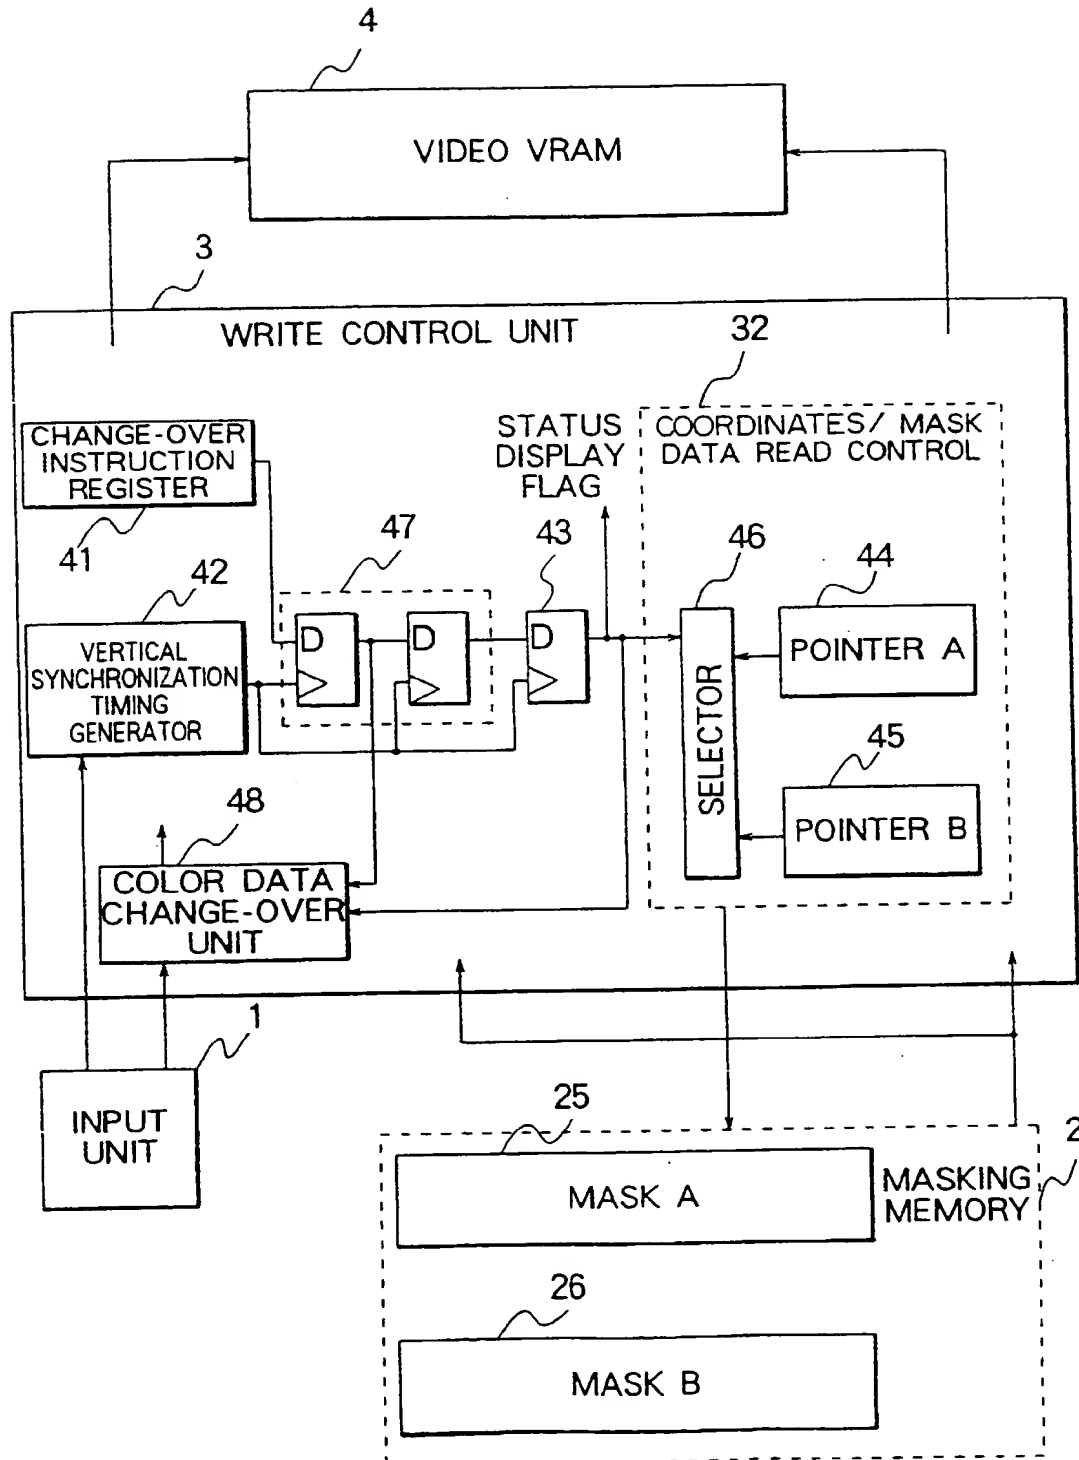 4
VIDEO VRAM
3
WRITE CONTROL UNIT
32
CHANGE-OVER
INSTRUCTION
REGISTER
41
STATUS
DISPLAY
FLAG
COORDINATES/ MASK
DATA READ CONTROL
47
43
46
44
42
VERTICAL
SYNCHRONIZATION
TIMING
GENERATOR
D
D
D
SELECTOR
POINTER A
45
POINTER B
48
COLOR DATA
CHANGE-OVER
UNIT
1
INPUT
UNIT
25
2
MASK A
MASKING
MEMORY
26
MASK B